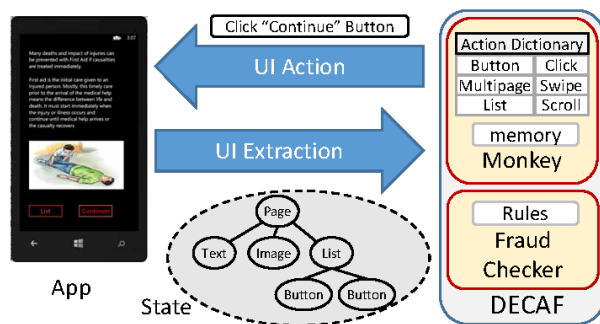 Click “Continue” Button
UI Action
UI Extraction
3:07
Many deaths and impact of injuries can
be presented with First Aid if casualities
are treated immediately.
First aid is the initial care given to an
injured person. Mostly, this timely care
prior to the arrival of the medical help
means the difference between life and
death. It must start immediately when
the injury or illness occurs and
continue until medical help arrives or
the casualty recovers
List
Continue!
App
State
Page
Text
Image
List
Button
Button
Action Dictionary
Button
Click
Multipage
Swipe
List
Scroll
memory
Monkey
Rules
Fraud
Checker
DECAF